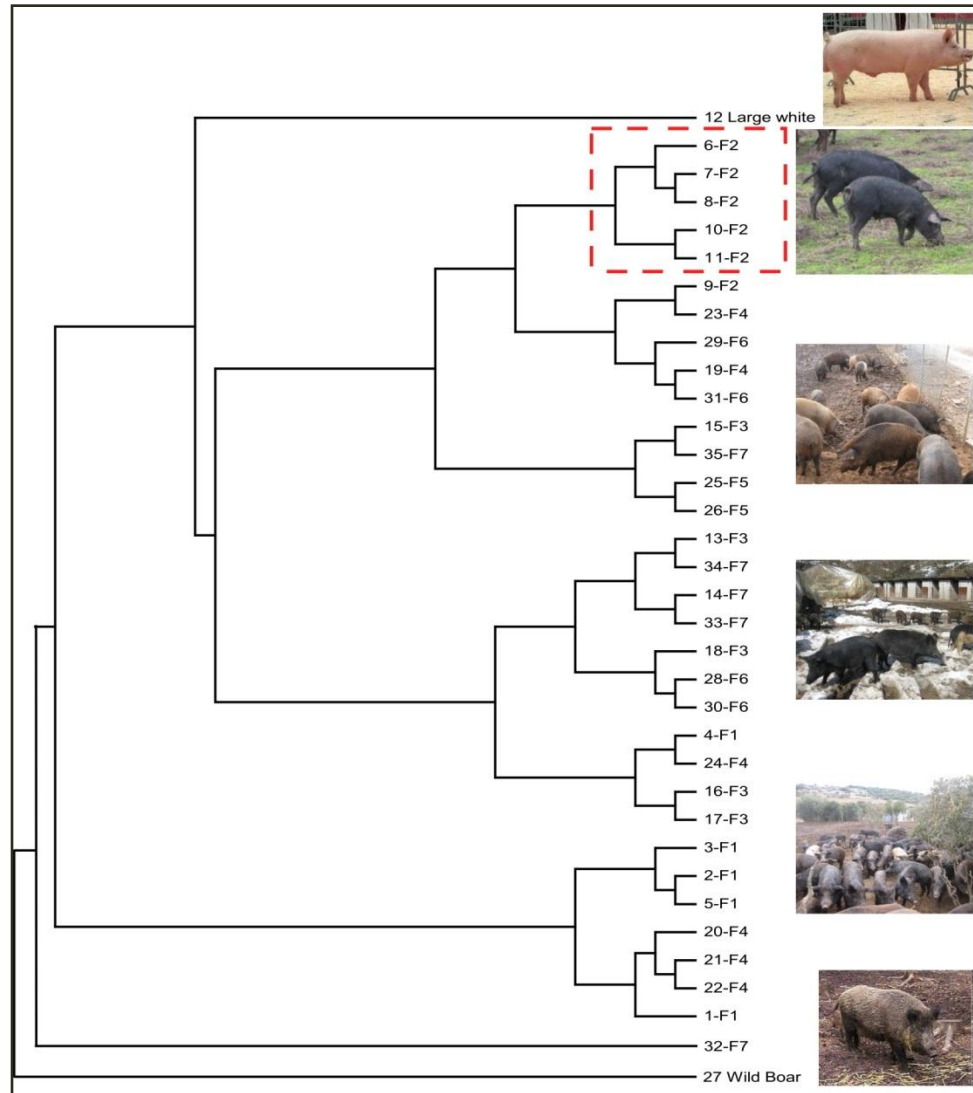 12 Large white
6-F2
7-F2
8-F2
10-F2
11-F2
9-F2
23-F4
29-F6
19-F4
31-F6
15-F3
35-F7
25-F5
26-F5
13-F3
34-F7
14-F7
33-F7
18-F3
28-F6
30-F6
4-F1
24-F4
16-F3
17-F3
3-F1
2-F1
5-F1
20-F4
21-F4
22-F4
1-F1
32-F7
27 Wild Boar